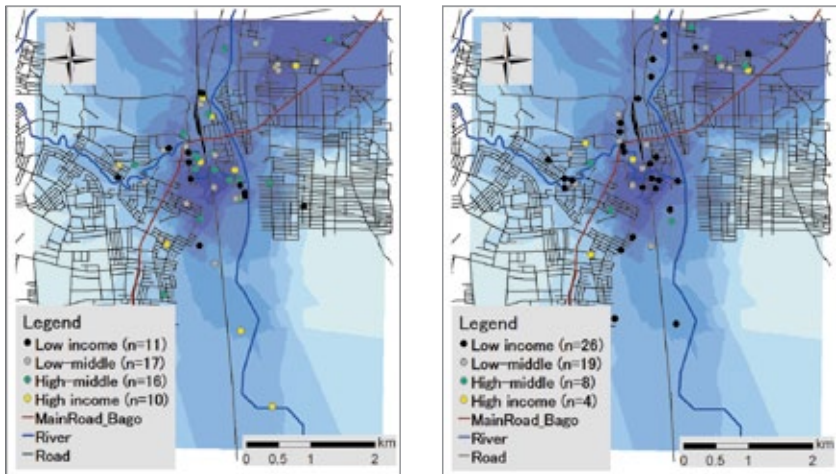 N
Legend
Low income (n=11)
Low-middle (n=17)
High-middle (n=16)
High income (n=10)
MainRoad_Bago
River
Road
km
0 0.5 1 2
N
Legend
Low income (n=26)
Low-middle (n=19)
High-middle (n=8)
High income (n=4)
MainRoad_Bago
River
Road
km
0 0.5 1 2